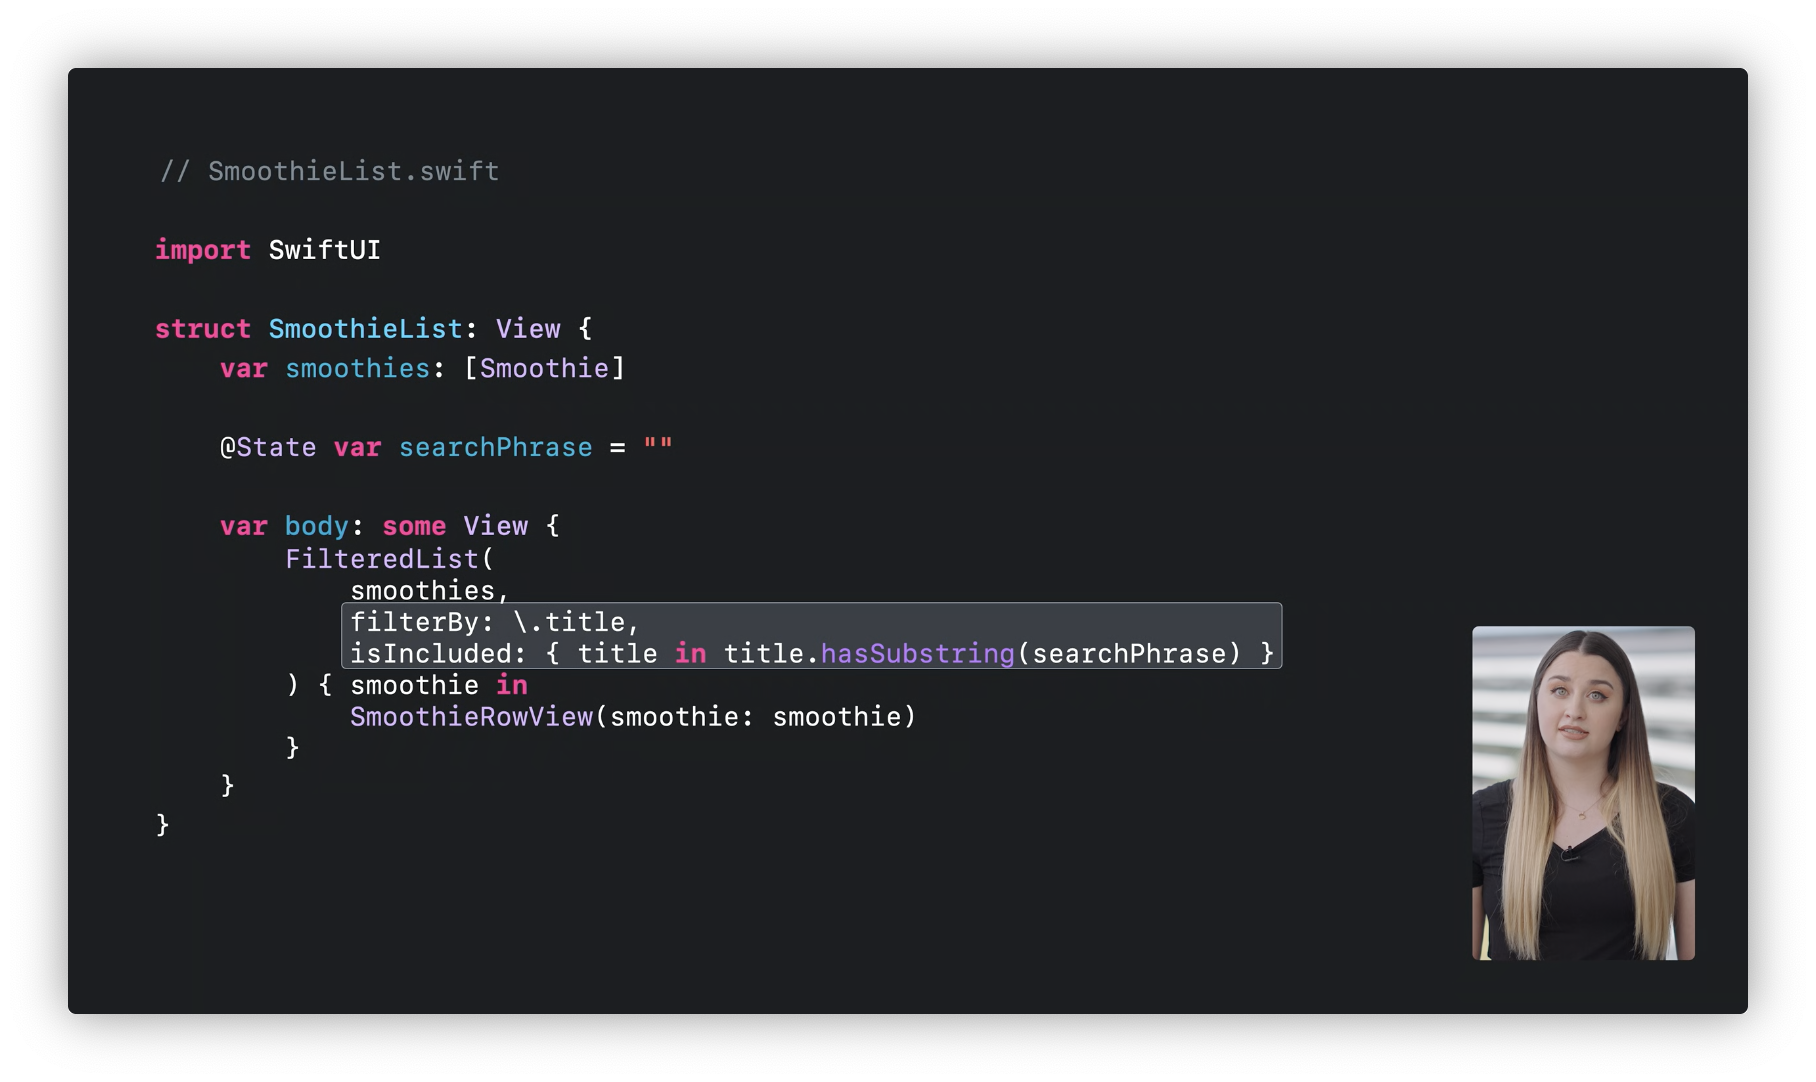 // SmoothieList.swift
import SwiftUI
struct SmoothieList: View {
var smoothies: [Smoothie]
@State var searchPhrase = ""
var body: some View {
FilteredList(
smoothies,
filterBy: \.title,
isIncluded: { title in title.hasSubstring(searchPhrase) }
) { smoothie in
SmoothieRowView(smoothie: smoothie)
}
}
}